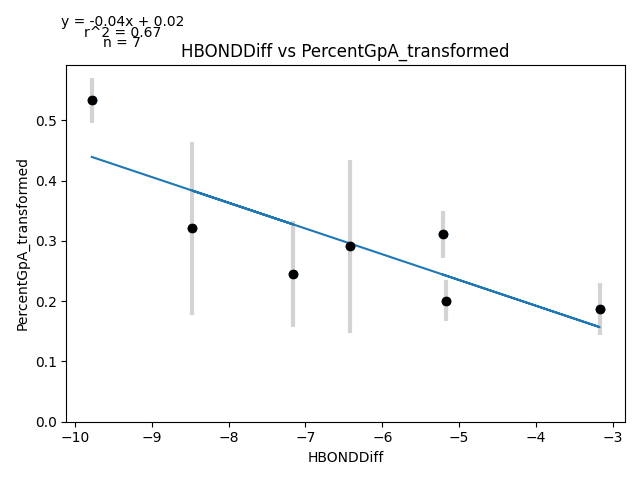 y = -0.04x + 0.02
r^2 = 0.67
n = 7
HBONDDiff vs PercentGpA_transformed
PercentGpA_transformed
0.5
0.4
0.3
0.2
0.1
0.0
−10
−9
−8
−7
−6
−5
−4
−3
HBONDDiff